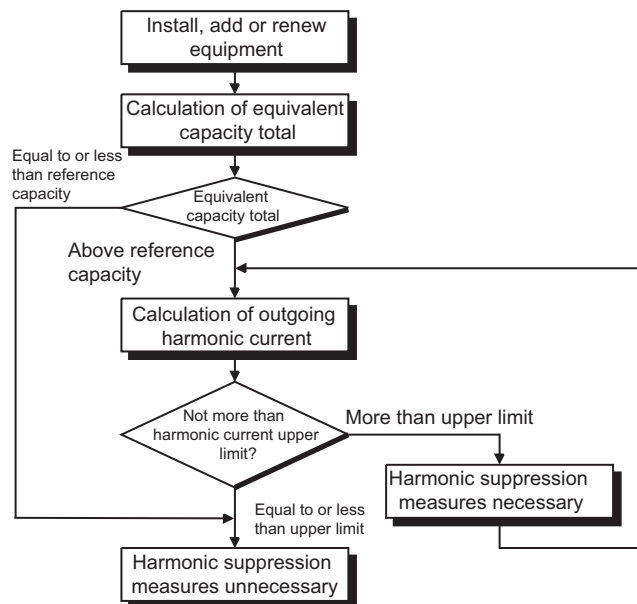 Install, add or renew
equipment
Calculation of equivalent
capacity total
Equal to or less
than reference
capacity
Equivalent
capacity total
Above reference
capacity
Calculation of outgoing
harmonic current
Not more than
harmonic current upper
limit?
More than upper limit
Harmonic suppression
measures necessary
Equal to or less
than upper limit
Harmonic suppression
measures unnecessary